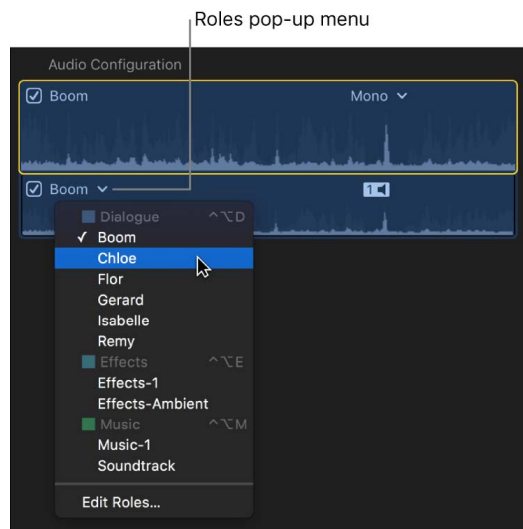 Roles pop-up menu
Audio Configuration
Boom Mono
Boom 1
Dialogue ⌃⌥D
✓ Boom
Chloe
Flor
Gerard
Isabelle
Remy
Effects ⌃⌥E
Effects-1
Effects-Ambient
Music ⌃⌥M
Music-1
Soundtrack
Edit Roles...